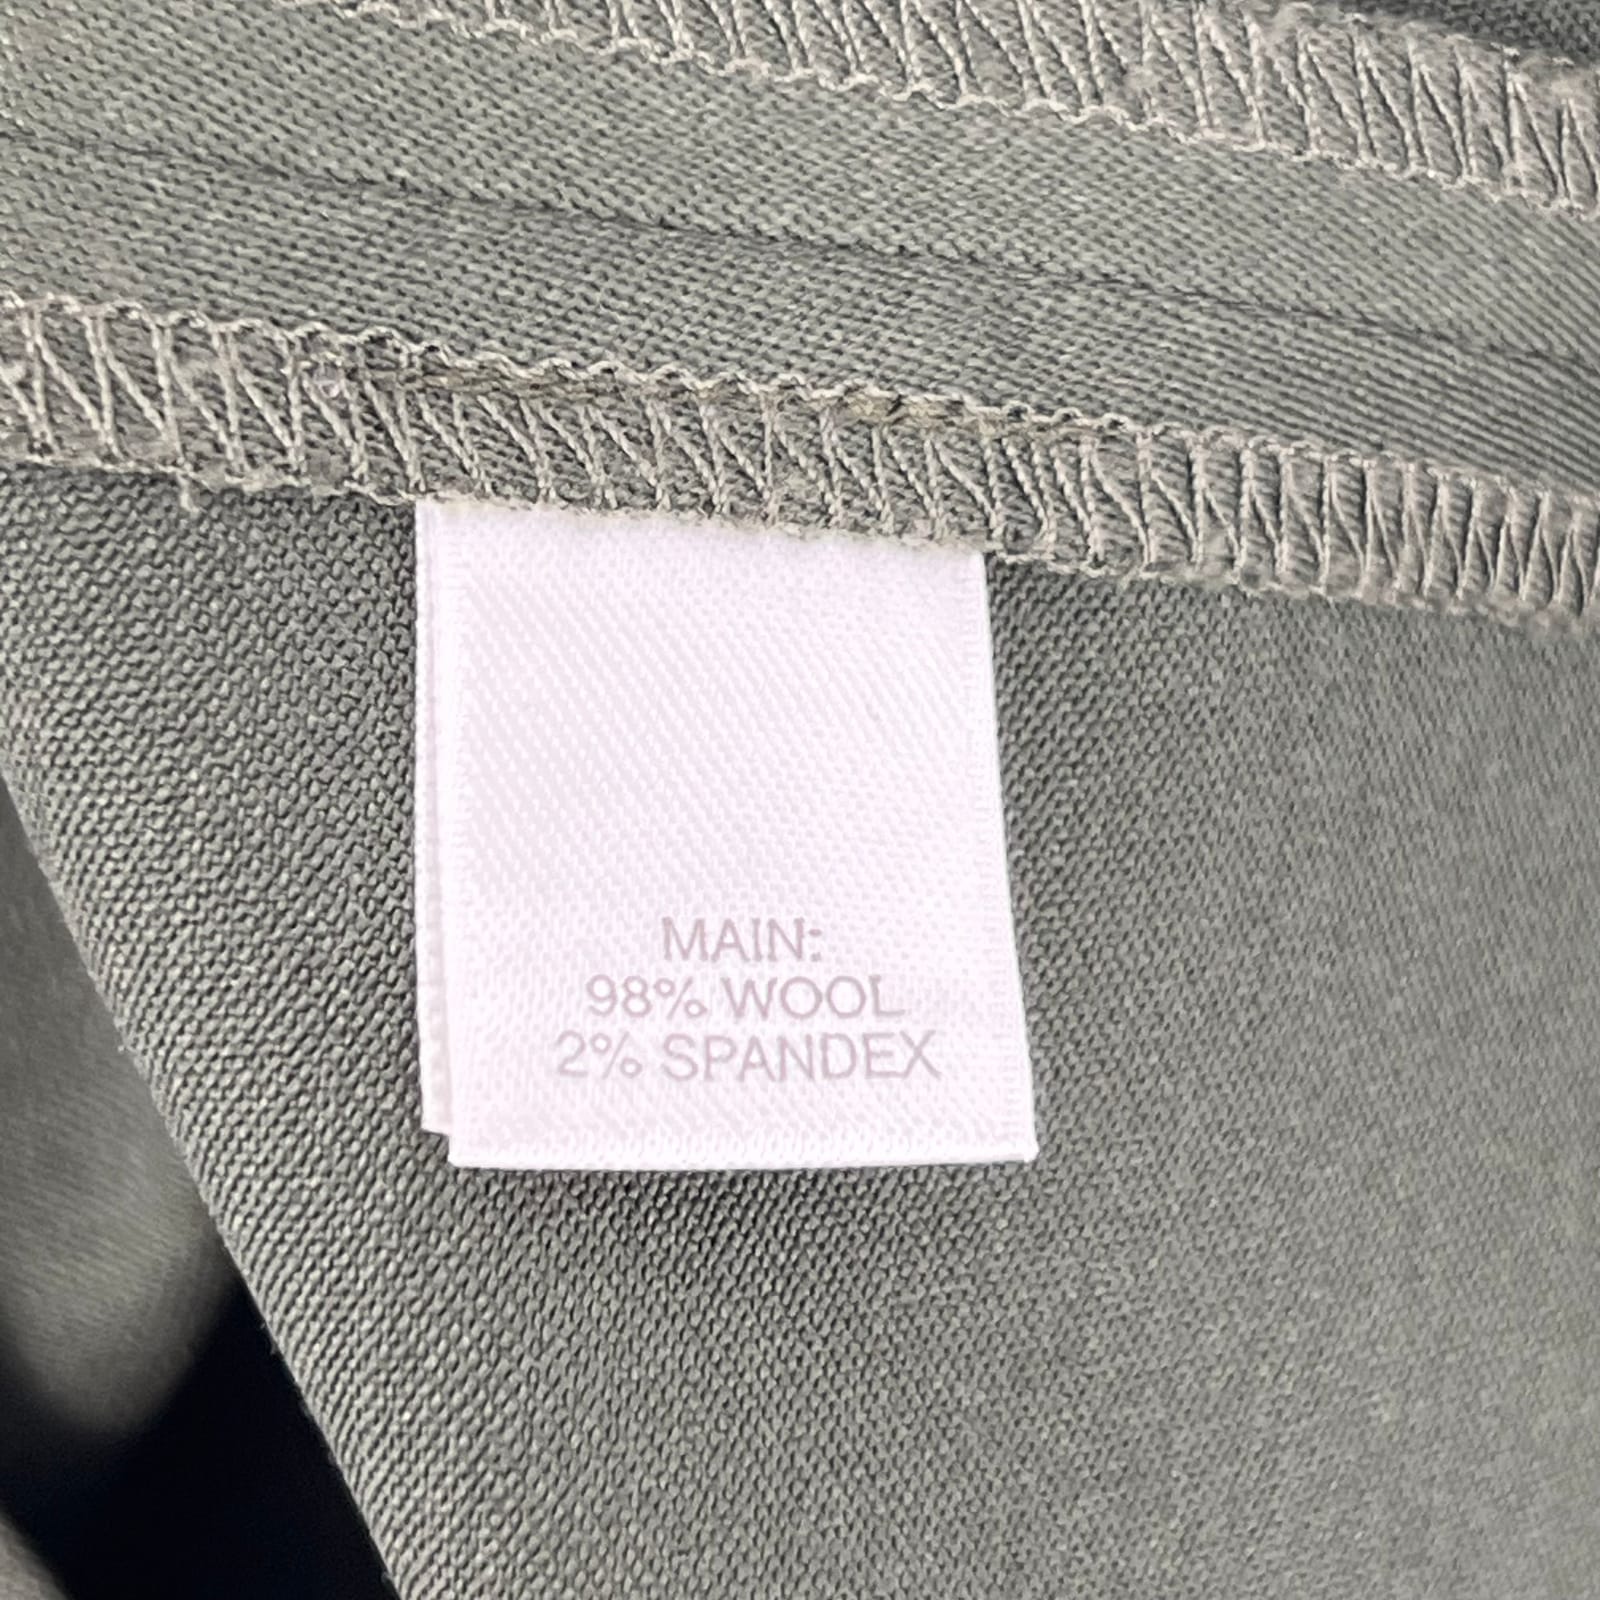 MAIN:
98% WOOL
2% SPANDEX